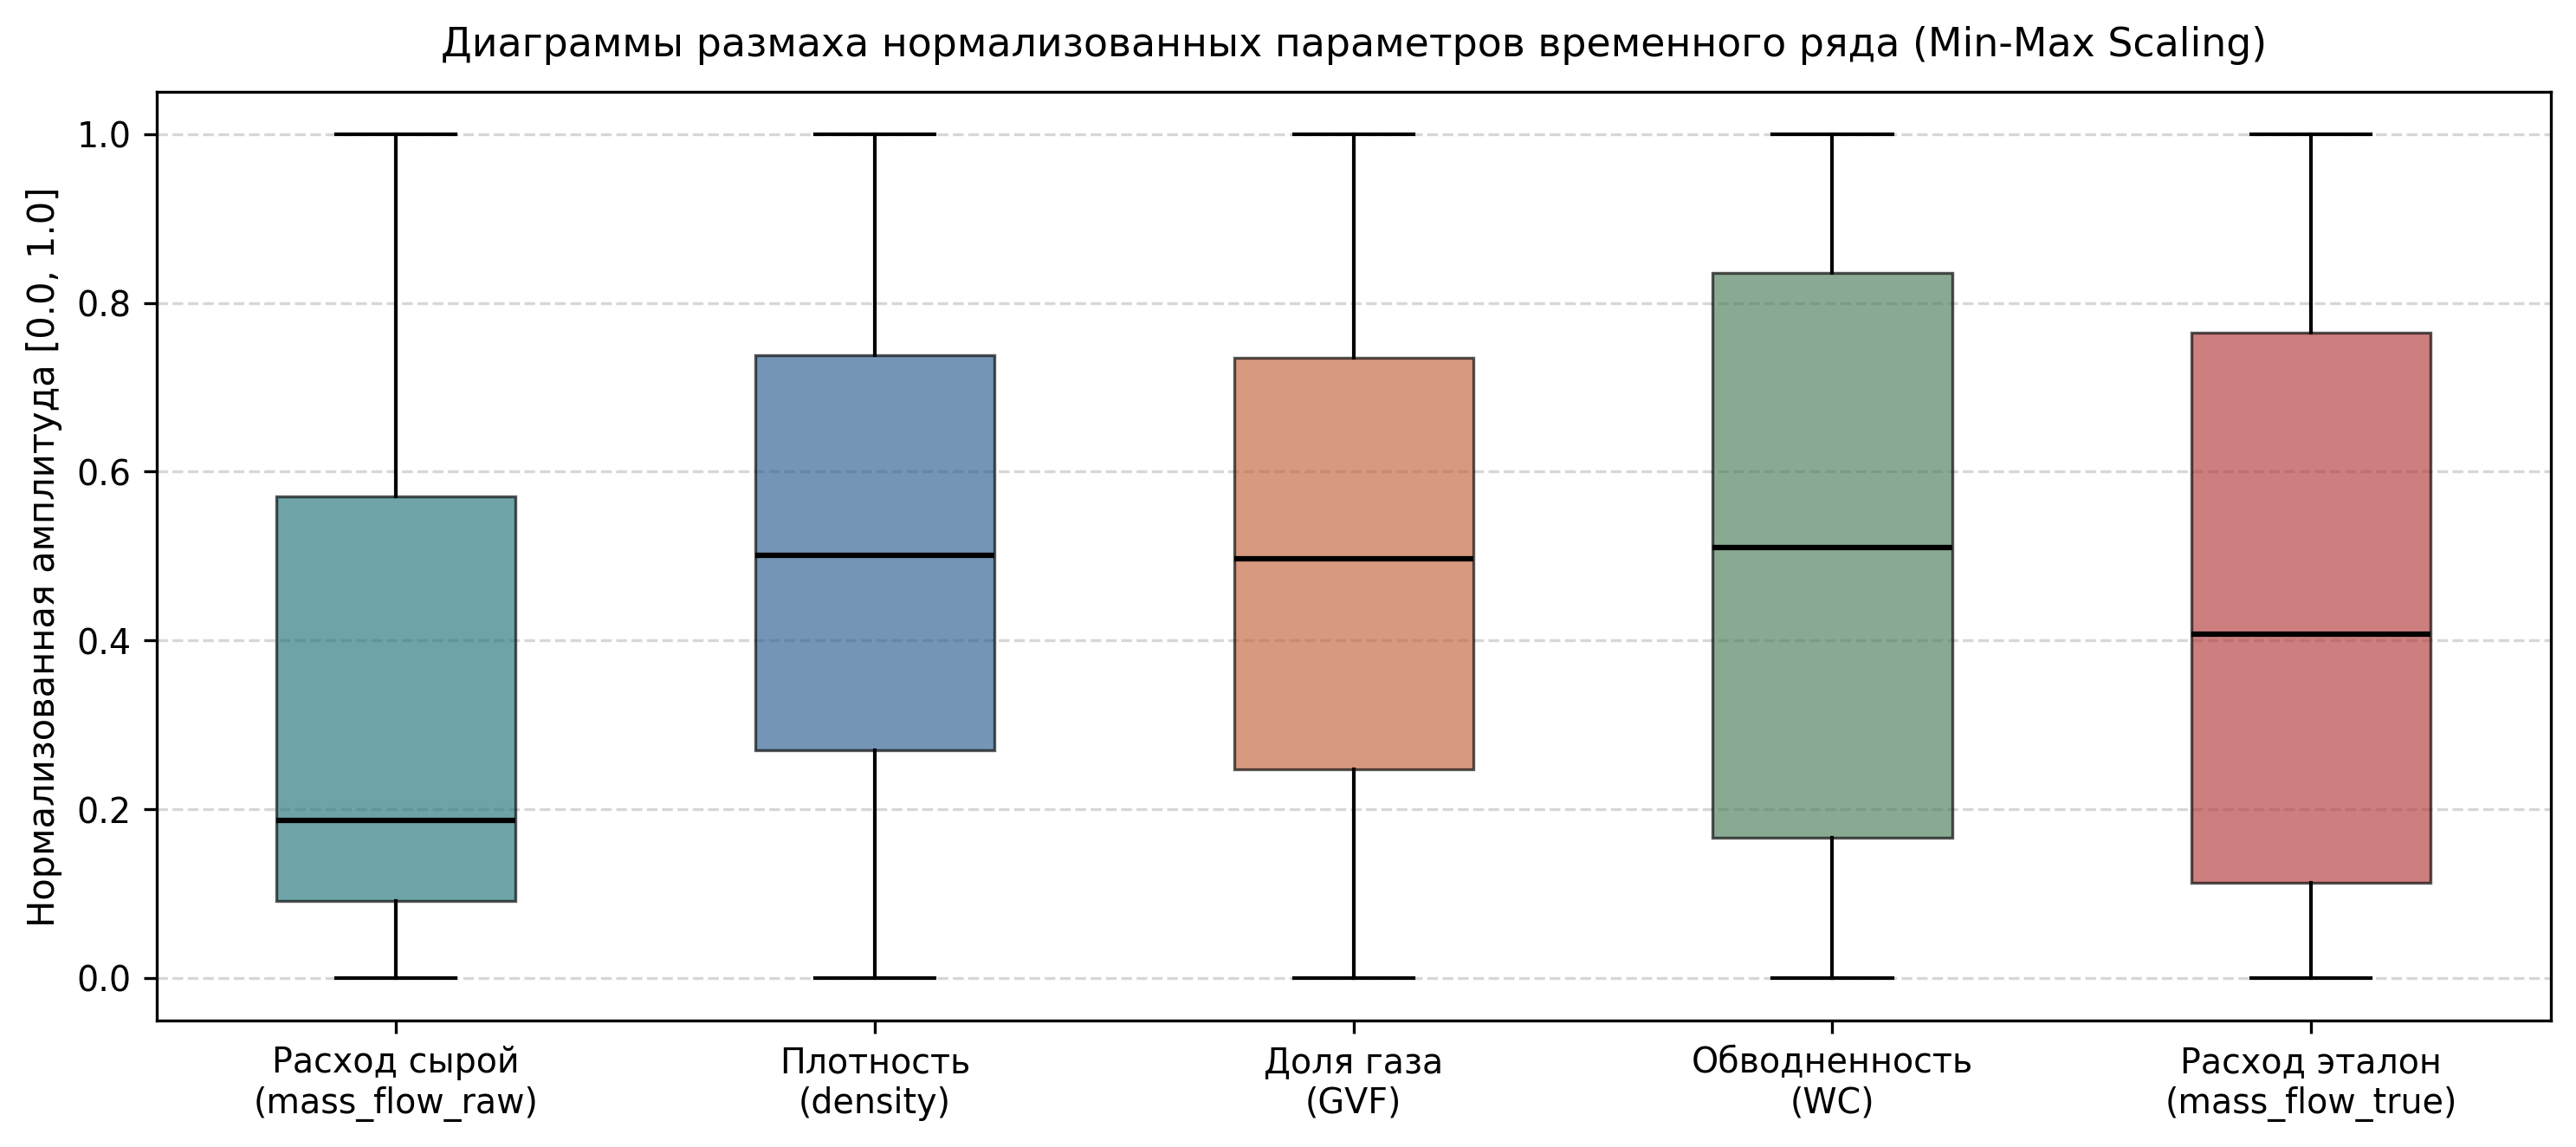 Диаграммы размаха нормализованных параметров временного ряда (Min-Max Scaling)
Нормализованная амплитуда [0.0, 1.0]
1.0
0.8
0.6
0.4
0.2
0.0
Расход сырой
(mass_flow_raw)
Плотность
(density)
Доля газа
(GVF)
Обводненность
(WC)
Расход эталон
(mass_flow_true)